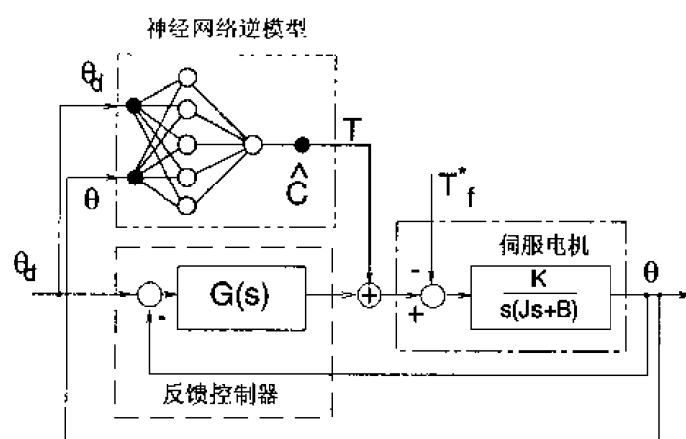 神经网络逆模型
θd
T
θ
^
C
T*f
伺服电机
θd
G(s)
+
-
+
K
s(Js+B)
θ
-
反馈控制器